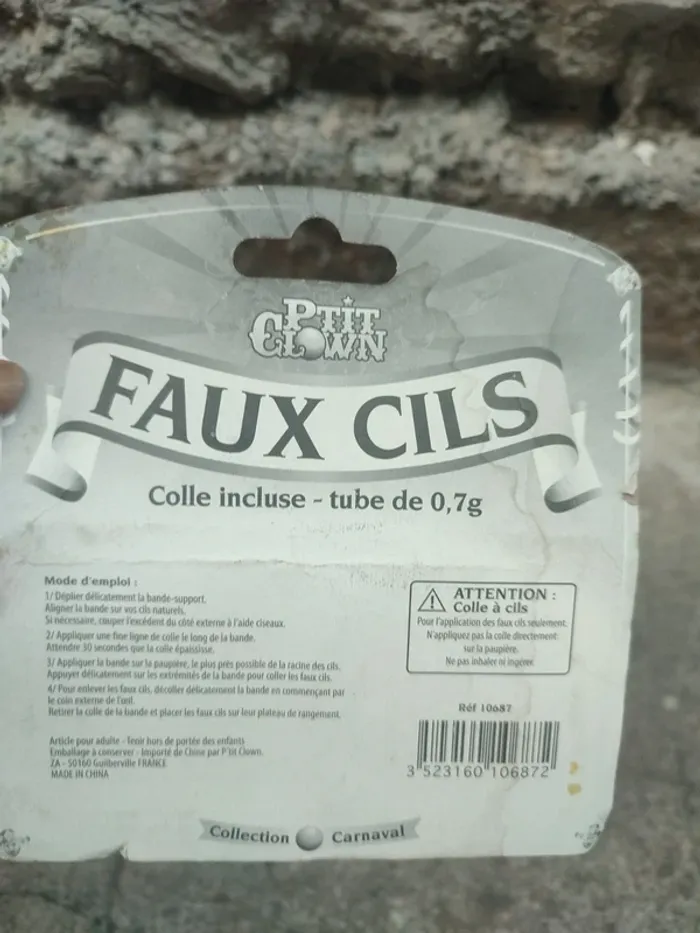 P'TIT
CLOWN
FAUX CILS
Colle incluse - tube de 0,7g
Mode d'emploi :
1/ Déplier délicatement la bande-support.
Aligner la bande sur vos cils naturels.
Si nécessaire, couper l'excédent du côté externe à l'aide ciseaux.
2/ Appliquer une fine ligne de colle le long de la bande.
Attendre 30 secondes que la colle épaississe.
3/ Appliquer la bande sur la paupière, le plus près possible de la racine des cils.
Appuyer délicatement sur les extrémités de la bande pour coller les faux cils.
4/ Pour enlever les faux cils, décoller délicatement la bande en commençant par
le coin externe de l'oeil.
Retirer la colle de la bande et placer les faux cils sur leur plateau de rangement.
ATTENTION :
Colle à cils
Pour l'application des faux cils seulement.
N'appliquez pas la colle directement
sur la paupière.
Ne pas inhaler ni ingérer.
Réf 10687
3 523160 106872
Article pour adulte - Tenir hors de portée des enfants
Emballage à conserver - Importé de Chine par P'tit Clown.
ZA - 50160 Guilberville FRANCE
MADE IN CHINA
Collection Carnaval